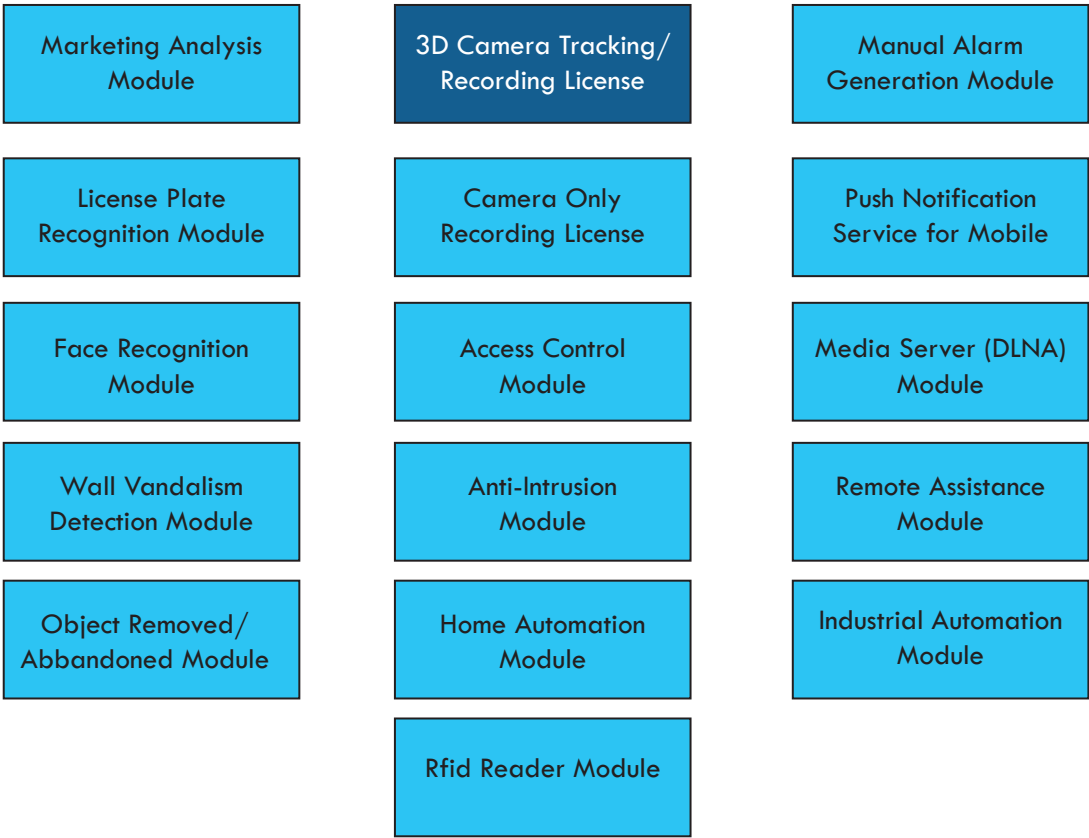 Marketing Analysis
Module
3D Camera Tracking/
Recording License
Manual Alarm
Generation Module
License Plate
Recognition Module
Camera Only
Recording License
Push Notification
Service for Mobile
Face Recognition
Module
Access Control
Module
Media Server (DLNA)
Module
Wall Vandalism
Detection Module
Anti-Intrusion
Module
Remote Assistance
Module
Object Removed/
Abbandoned Module
Home Automation
Module
Industrial Automation
Module
Rfid Reader Module